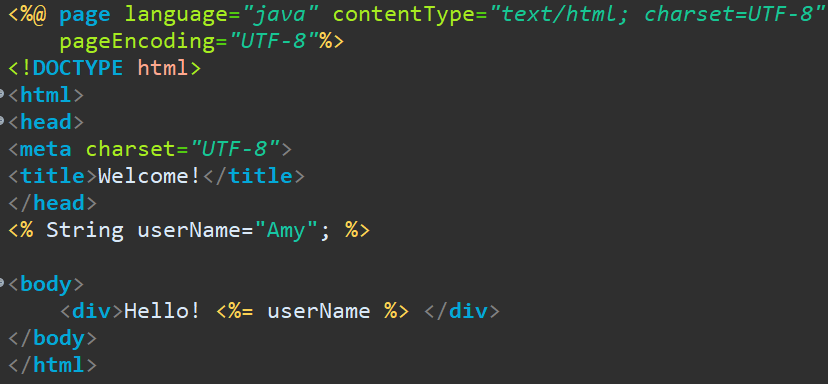 <%@ page language="java" contentType="text/html; charset=UTF-8"
    pageEncoding="UTF-8"%>
<!DOCTYPE html>
<html>
<head>
<meta charset="UTF-8">
<title>Welcome!</title>
</head>
<% String userName="Amy"; %>

<body>
    <div>Hello! <%= userName %> </div>
</body>
</html>